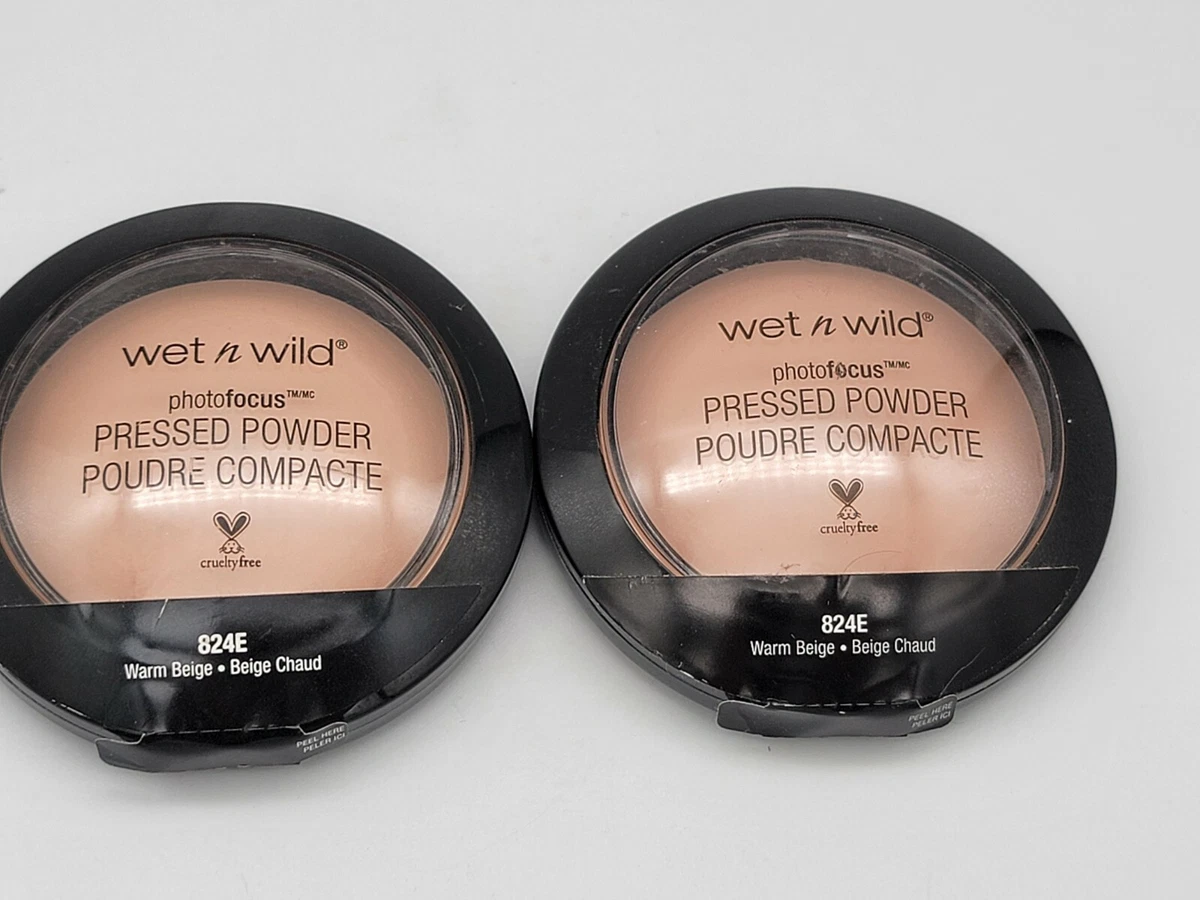 wet n wild®
photofocus™/MC
PRESSED POWDER
POUDRE COMPACTE
crueltyfree
824E
Warm Beige • Beige Chaud
PEEL HERE
PELER ICI
wet n wild®
photofocus™/MC
PRESSED POWDER
POUDRE COMPACTE
crueltyfree
824E
Warm Beige • Beige Chaud
PEEL HERE
PELER ICI